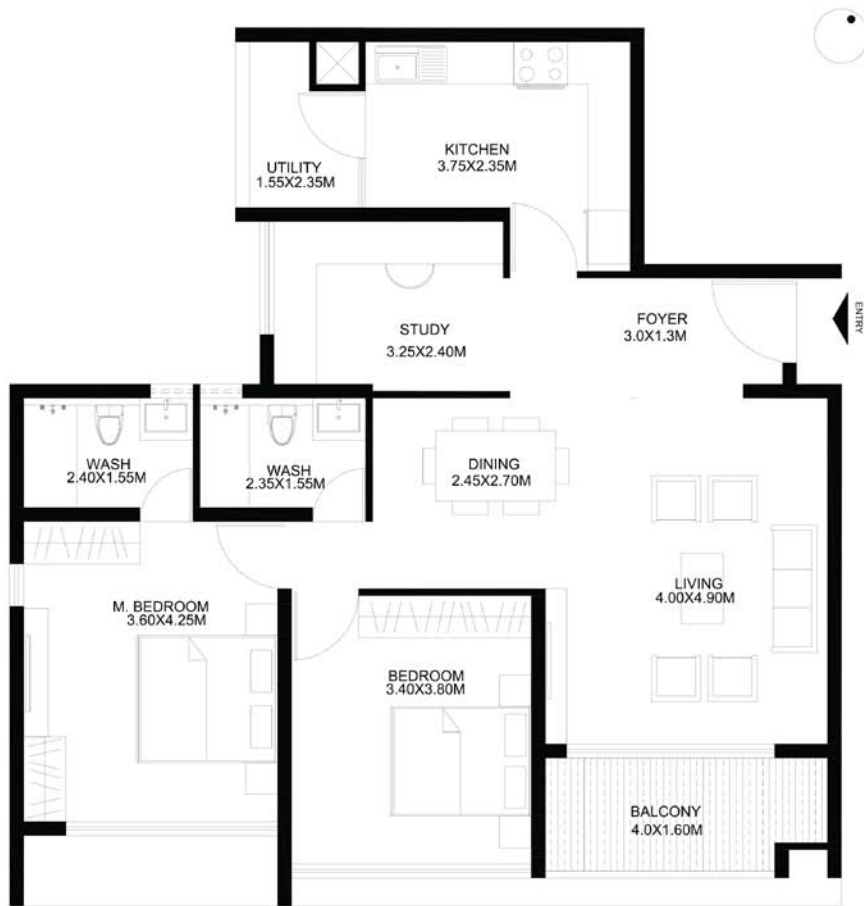 KITCHEN
3.75X2.35M
UTILITY
1.55X2.35M
ENTRY
FOYER
3.0X1.3M
STUDY
3.25X2.40M
WASH
2.40X1.55M
WASH
2.35X1.55M
DINING
2.45X2.70M
LIVING
4.00X4.90M
M. BEDROOM
3.60X4.25M
BEDROOM
3.40X3.80M
BALCONY
4.0X1.60M